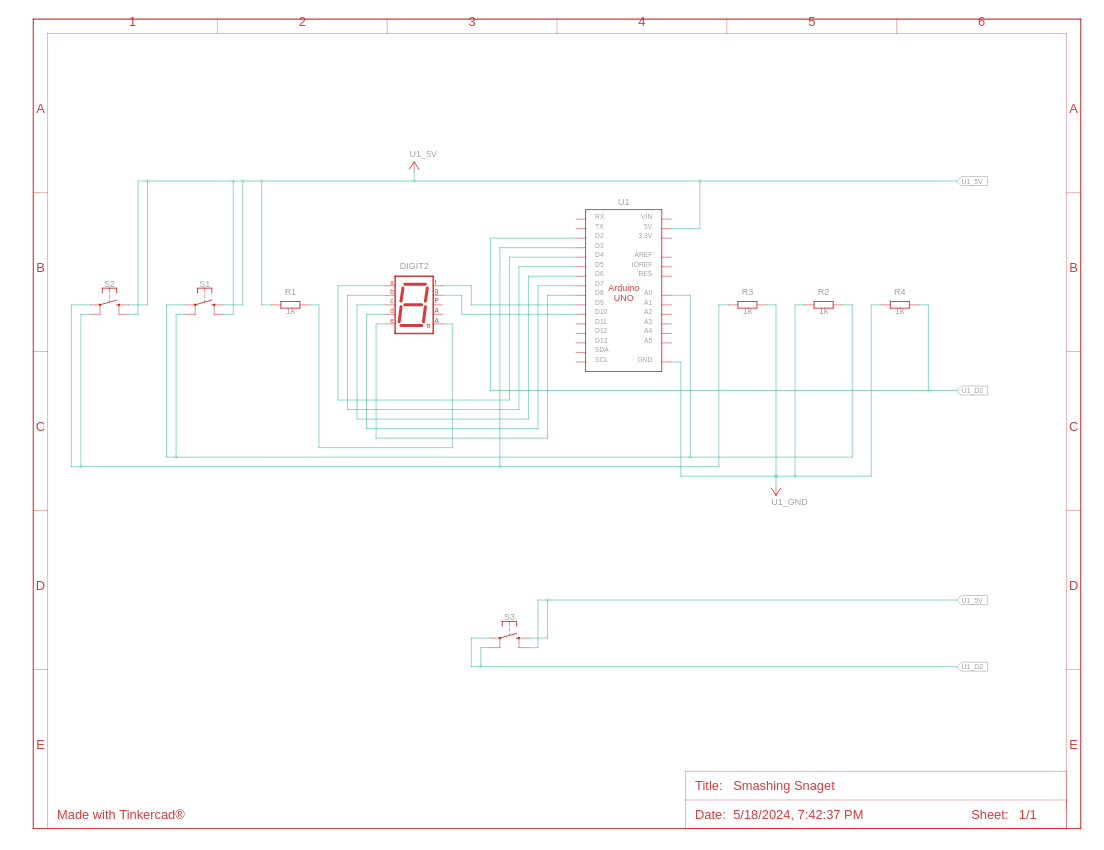 1 2 3 4 5 6
A A
U1_5V
U1_5V
B B
U1
RX VIN
TX 5V
D2 3.3V
D3
D4 AREF
D5 IOREF
D6 RES
D7
D8 A0
D9 A1
D10 A2
D11 A3
D12 A4
D13 A5
SDA
SCL GND
Arduino
UNO
S2
S1
R1
1k
DIGIT2
a f
b g
c P
d A
e A
R3
1k
R2
1k
R4
1k
U1_D2
C C
U1_GND
D D
U1_5V
S3
U1_D2
E E
Title: Smashing Snaget
Made with Tinkercad®
Date: 5/18/2024, 7:42:37 PM Sheet: 1/1